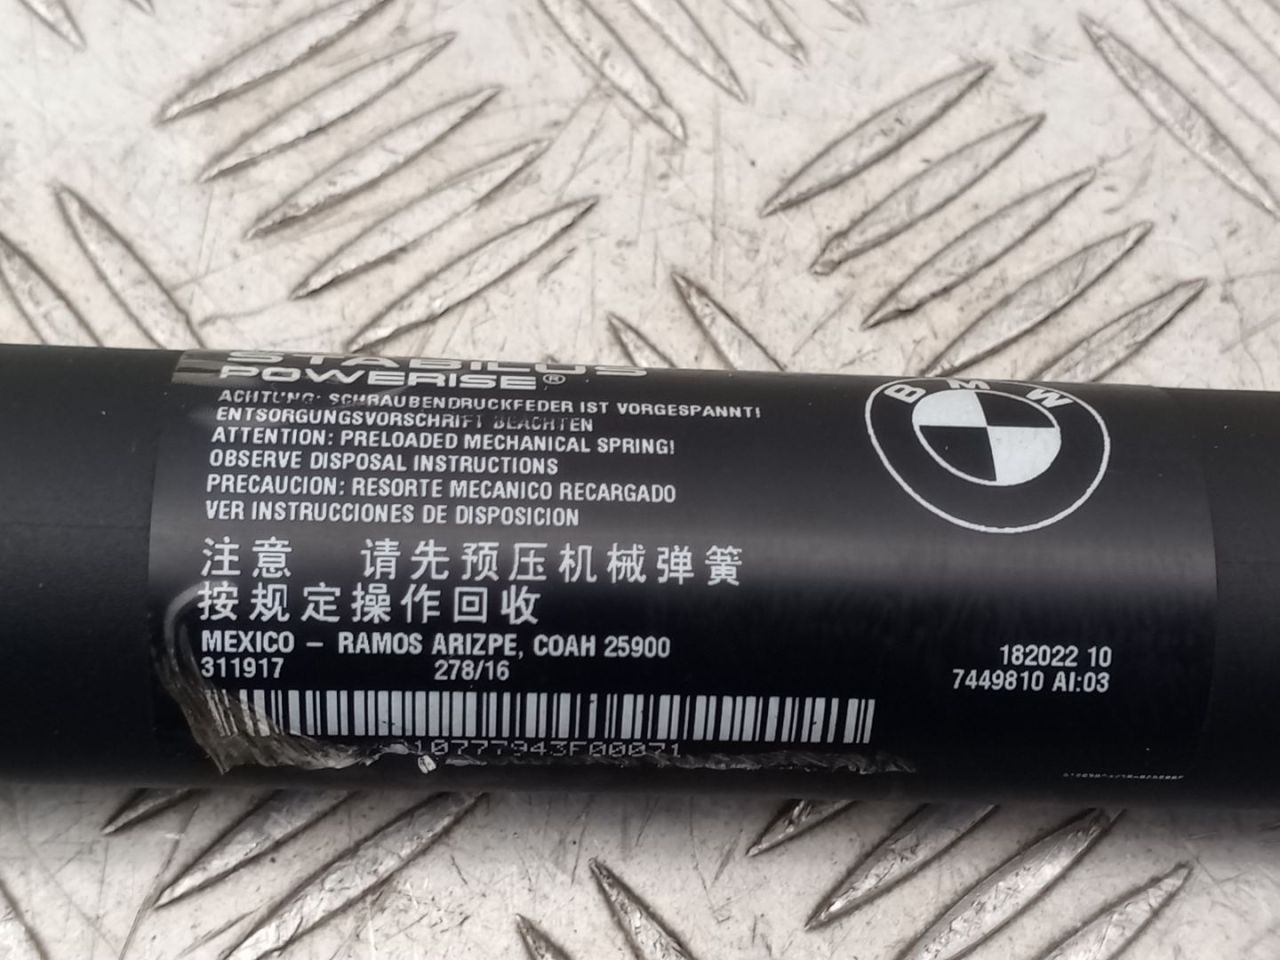 STABILUS
POWERISE®
ACHTUNG: SCHRAUBENDRUCKFEDER IST VORGESPANNT!
ENTSORGUNGSVORSCHRIFT BEACHTEN
ATTENTION: PRELOADED MECHANICAL SPRING!
OBSERVE DISPOSAL INSTRUCTIONS
PRECAUCION: RESORTE MECANICO RECARGADO
VER INSTRUCCIONES DE DISPOSICION
注意 请先预压机械弹簧
按规定操作回收
MEXICO – RAMOS ARIZPE, COAH 25900
311917 278/16
10777943F00071
BMW
182022 10
7449810 AI:03